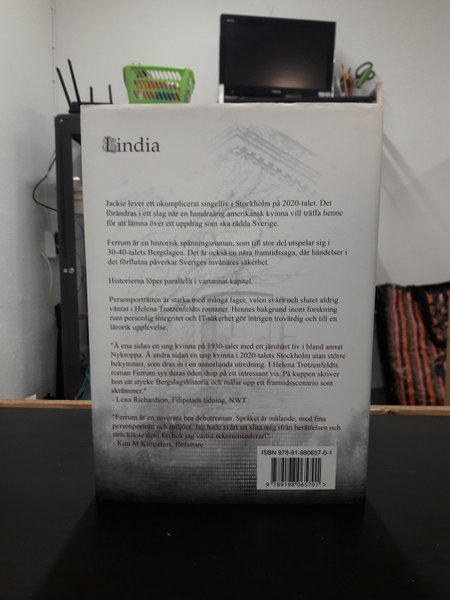 Lindia
Jackie lever ett okomplicerat singelliv i Stockholm på 2020-talet. Det
förändras i ett slag när en hundraårig amerikansk kvinna vill träffa henne
för att lämna över ett uppdrag som ska rädda Sverige.
Ferrum är en historisk spänningsroman, som till stor del utspelar sig i
30-40-talets Bergslagen. Det är också en nära framtidssaga, där händelser i
det förflutna påverkar Sveriges invånares säkerhet.
Historierna löper parallellt i vartannat kapitel.
Personporträtten är starka med många lager, valen svåra och slutet aldrig
väntat i Helena Trotzenfeldts romaner. Hennes bakgrund inom forskning
runt personlig integritet och IT-säkerhet gör intrigen trovärdig och till en
lärorik upplevelse.
"Å ena sidan en ung kvinna på 1930-talet med ett järnhårt liv i bland annat
Nykroppa. Å andra sidan en ung kvinna i 2020-talets Stockholm utan större
bekymmer, som dras in i en annorlunda utredning. I Helena Trotzenfeldts
roman Ferrum sys deras öden ihop på ett intressant vis. På kuppen skriver
hon ett stycke Bergslagshistoria och målar upp ett framtidsscenario som
skrämmer."
- Lena Richardson, Filipstads tidning, NWT
"Ferrum är en suveränt bra debutroman. Språket är målande, med fina
personporträtt och miljöer. Jag hade svårt att slita mig ifrån berättelsen och
sträckläste den! En bok jag varmt rekommenderar!"
- Kim M Kimselius, författare
ISBN 978-91-980657-0-1
9 789198 065701 >